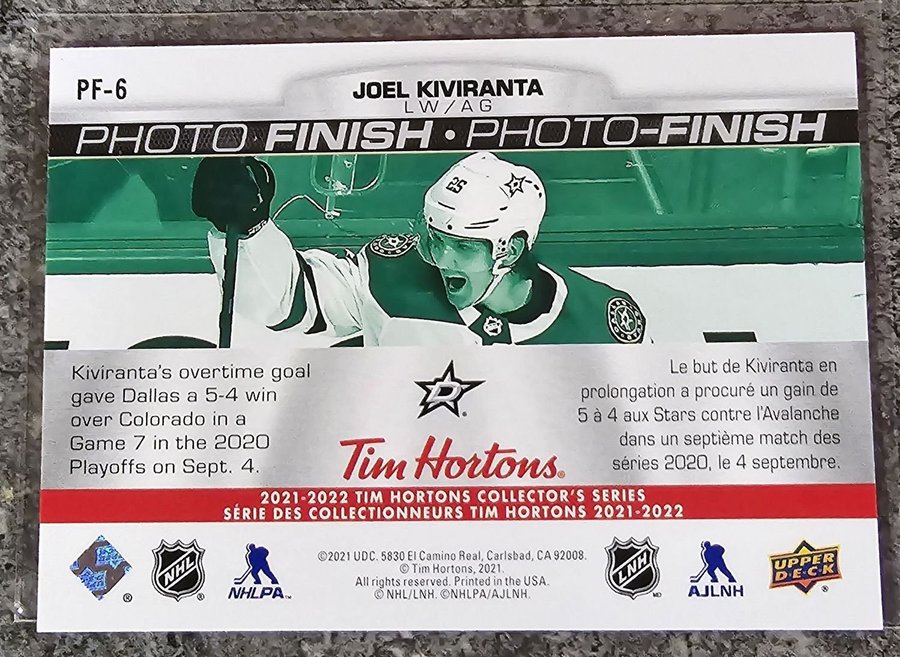 PF-6
JOEL KIVIRANTA
LW/AG
PHOTO FINISH • PHOTO-FINISH
25
Kiviranta's overtime goal
gave Dallas a 5-4 win
over Colorado in a
Game 7 in the 2020
Playoffs on Sept. 4.
D
Le but de Kiviranta en
prolongation a procuré un gain de
5 à 4 aux Stars contre l'Avalanche
dans un septième match des
séries 2020, le 4 septembre.
Tim Hortons®
2021-2022 TIM HORTONS COLLECTOR'S SERIES
SÉRIE DES COLLECTIONNEURS TIM HORTONS 2021-2022
NHL
NHLPA™
©2021 UDC. 5830 El Camino Real, Carlsbad, CA 92008.
© Tim Hortons, 2021.
All rights reserved. Printed in the USA.
© NHL/LNH. ©NHLPA/AJLNH.
LNH
AJLNH
UPPER
DECK